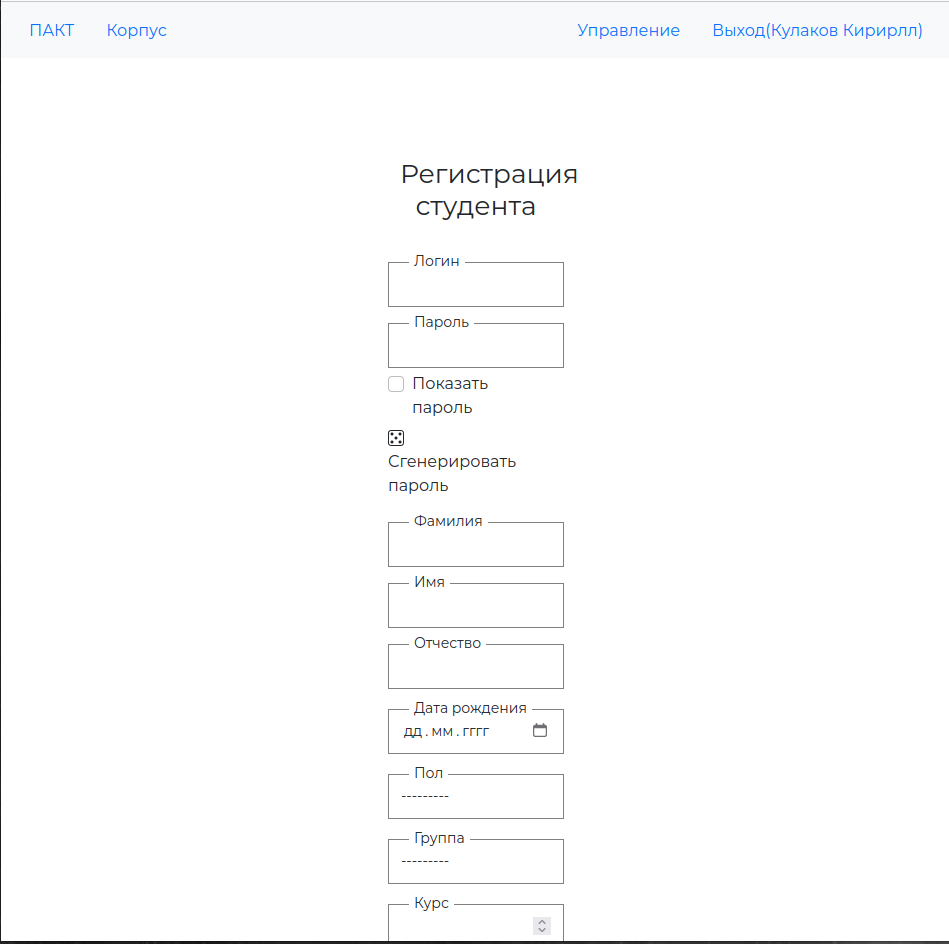 ПАКТ Корпус Управление Выход(Кулаков Кирирлл)
Регистрация
студента
Логин
Пароль
Показать
пароль
Сгенерировать
пароль
Фамилия
Имя
Отчество
Дата рождения
дд.мм.гггг
Пол
---------
Группа
---------
Курс